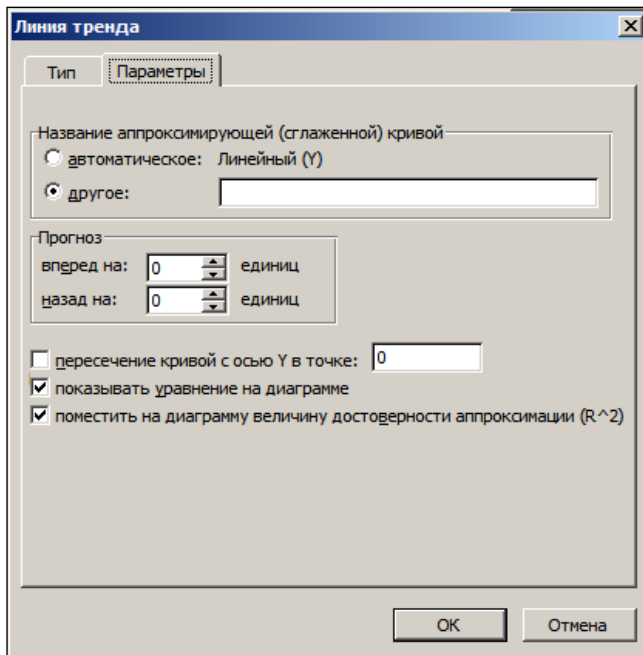 Линия тренда
Тип Параметры
Название аппроксимирующей (сглаженной) кривой
автоматическое: Линейный (Y)
другое:
Прогноз
вперед на: 0 единиц
назад на: 0 единиц
пересечение кривой с осью Y в точке: 0
показывать уравнение на диаграмме
поместить на диаграмму величину достоверности аппроксимации (R^2)
ОК Отмена